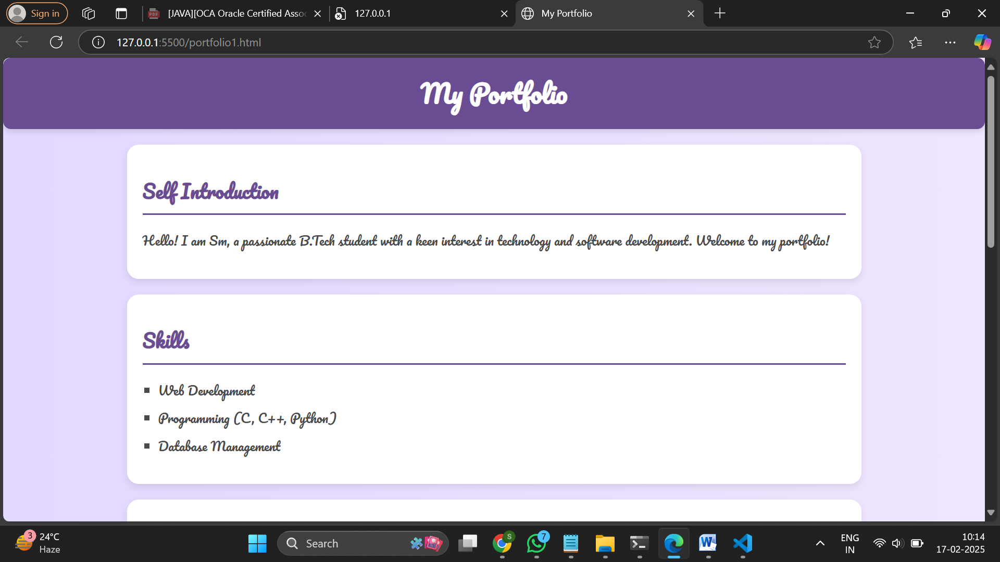 Sign in
[JAVA][OCA Oracle Certified Asso
127.0.0.1
My Portfolio
127.0.0.1:5500/portfolio1.html
My Portfolio
Self Introduction
Hello! I am Sm, a passionate B.Tech student with a keen interest in technology and software development. Welcome to my portfolio!
Skills
Web Development
Programming (C, C++, Python)
Database Management
3
24°C
Haze
Search
S
7
ENG
IN
10:14
17-02-2025